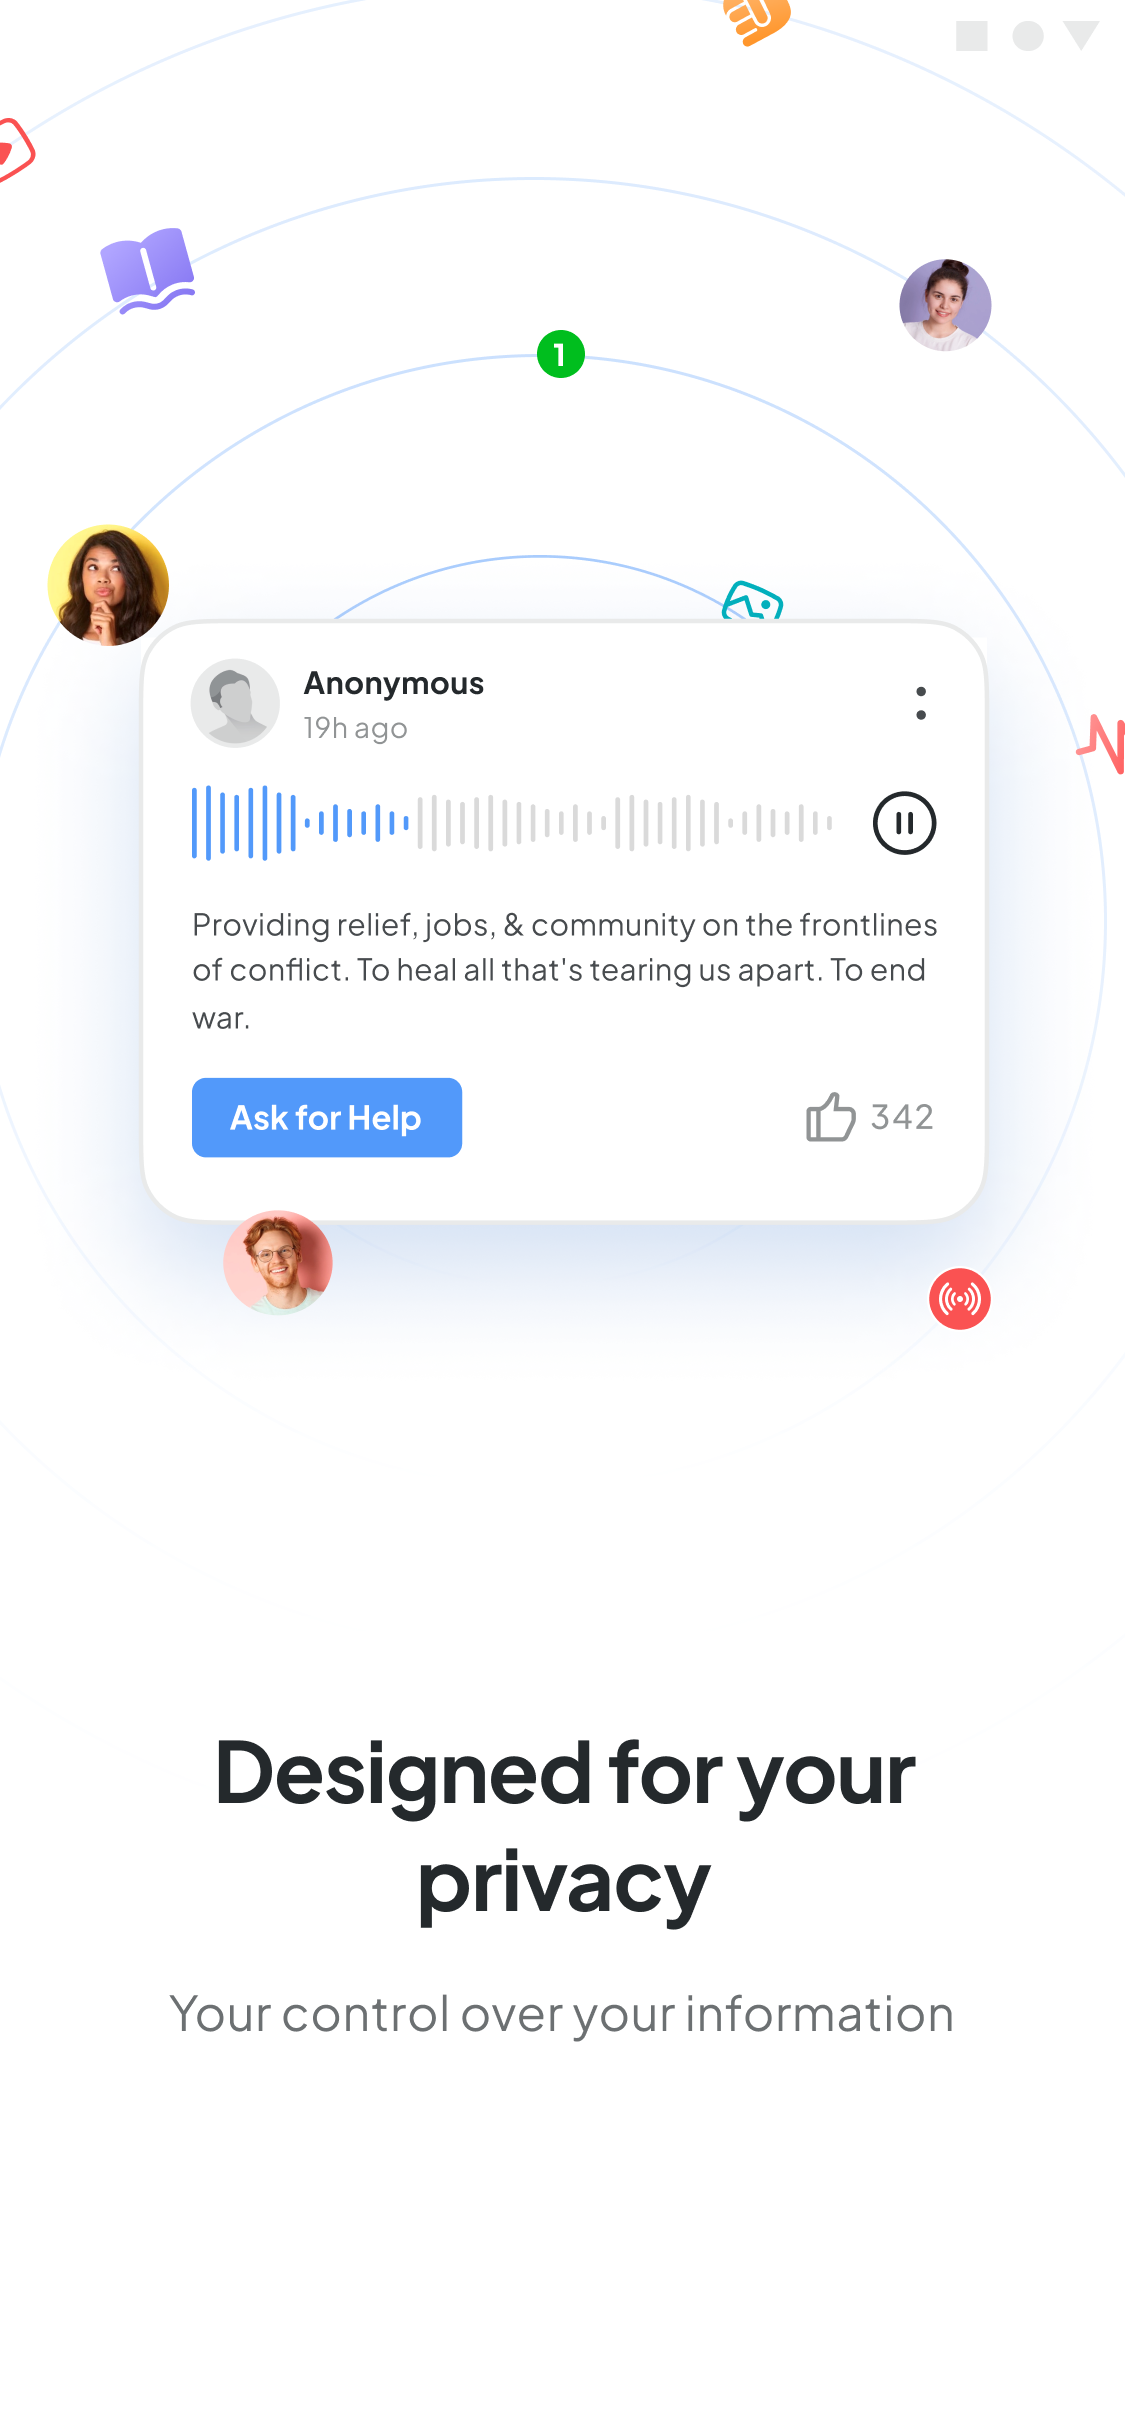 1
Anonymous
19h ago
Providing relief, jobs, & community on the frontlines
of conflict. To heal all that's tearing us apart. To end
war.
Ask for Help
342
Designed for your
privacy
Your control over your information